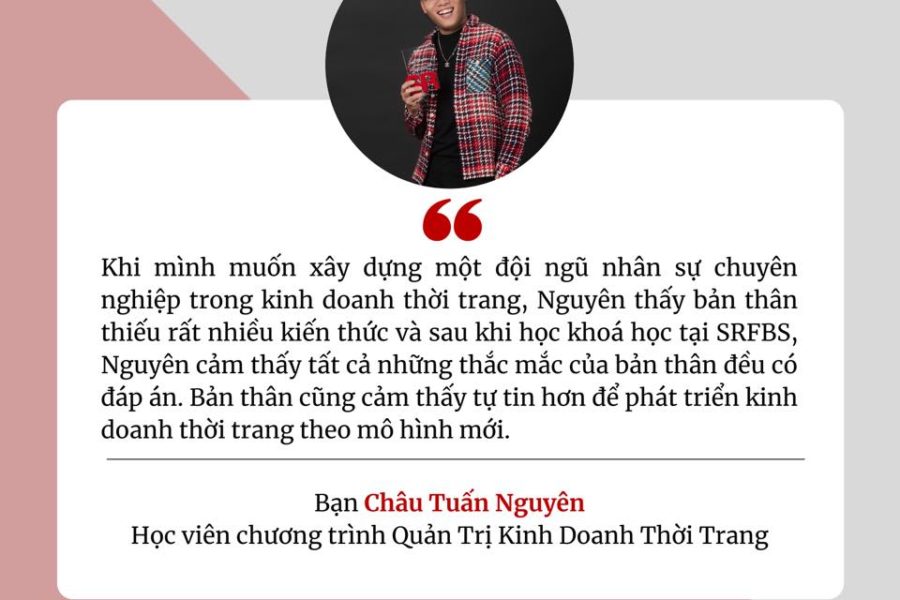 Khi mình muốn xây dựng một đội ngũ nhân sự chuyên
nghiệp trong kinh doanh thời trang, Nguyên thấy bản thân
thiếu rất nhiều kiến thức và sau khi học khoá học tại SRFBS,
Nguyên cảm thấy tất cả những thắc mắc của bản thân đều có
đáp án. Bản thân cũng cảm thấy tự tin hơn để phát triển kinh
doanh thời trang theo mô hình mới.
Bạn Châu Tuấn Nguyên
Học viên chương trình Quản Trị Kinh Doanh Thời Trang